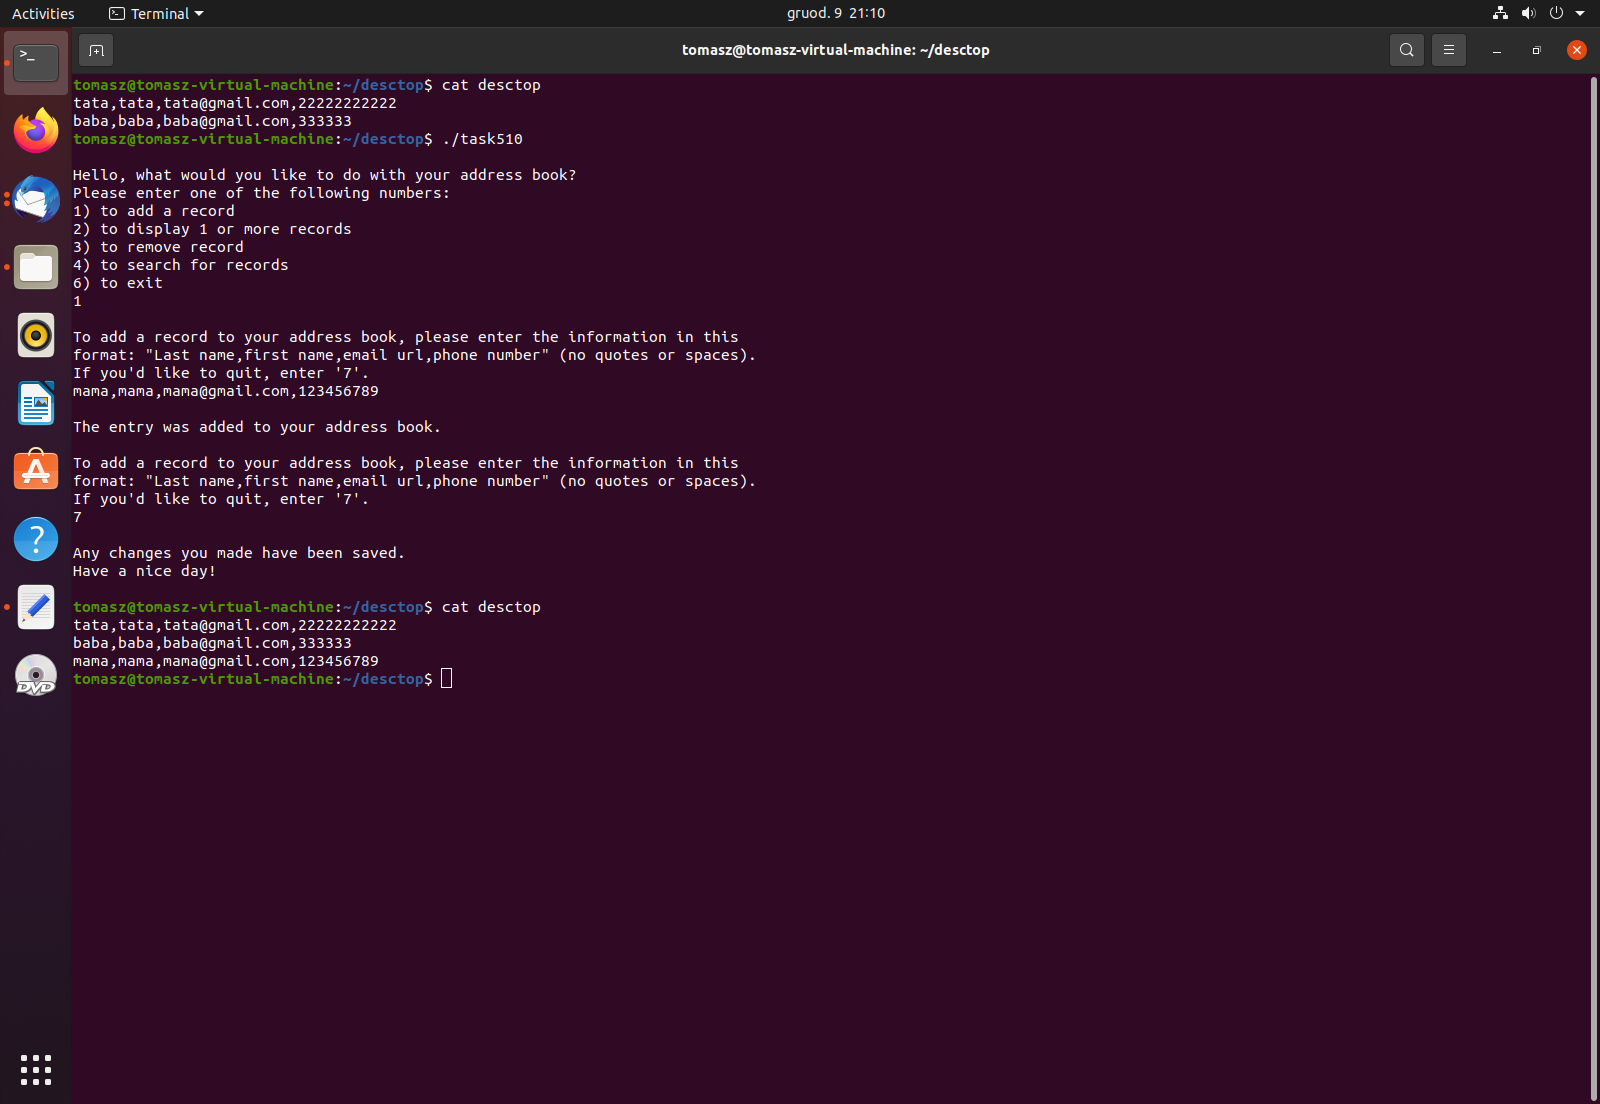 Activities
Terminal
gruod. 9 21:10
tomasz@tomasz-virtual-machine: ~/desctop
tomasz@tomasz-virtual-machine:~/desctop$ cat desctop
tata,tata,tata@gmail.com,22222222222
baba,baba,baba@gmail.com,333333
tomasz@tomasz-virtual-machine:~/desctop$ ./task510
Hello, what would you like to do with your address book?
Please enter one of the following numbers:
1) to add a record
2) to display 1 or more records
3) to remove record
4) to search for records
6) to exit
1
To add a record to your address book, please enter the information in this
format: "Last name,first name,email url,phone number" (no quotes or spaces).
If you'd like to quit, enter '7'.
mama,mama,mama@gmail.com,123456789
The entry was added to your address book.
To add a record to your address book, please enter the information in this
format: "Last name,first name,email url,phone number" (no quotes or spaces).
If you'd like to quit, enter '7'.
7
Any changes you made have been saved.
Have a nice day!
tomasz@tomasz-virtual-machine:~/desctop$ cat desctop
tata,tata,tata@gmail.com,22222222222
baba,baba,baba@gmail.com,333333
mama,mama,mama@gmail.com,123456789
tomasz@tomasz-virtual-machine:~/desctop$
>_
?
DVD